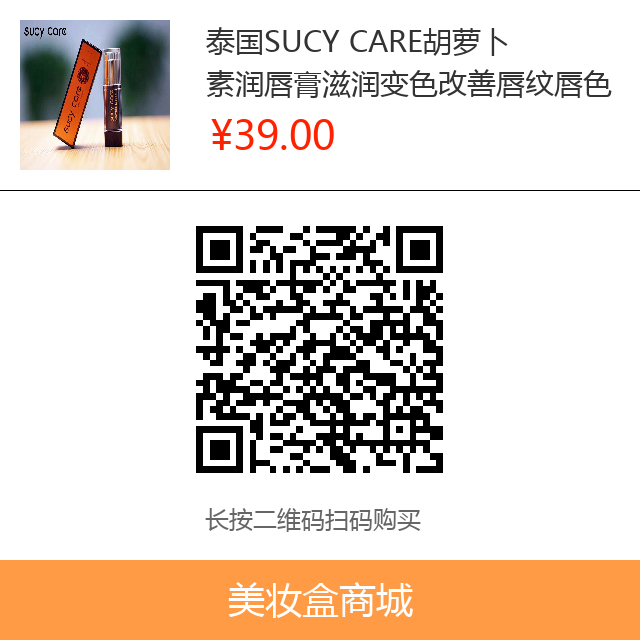 Sucy Care
泰国SUCY CARE胡萝卜
素润唇膏滋润变色改善唇纹唇色
¥39.00
sucy care
长按二维码扫码购买
美妆盒商城